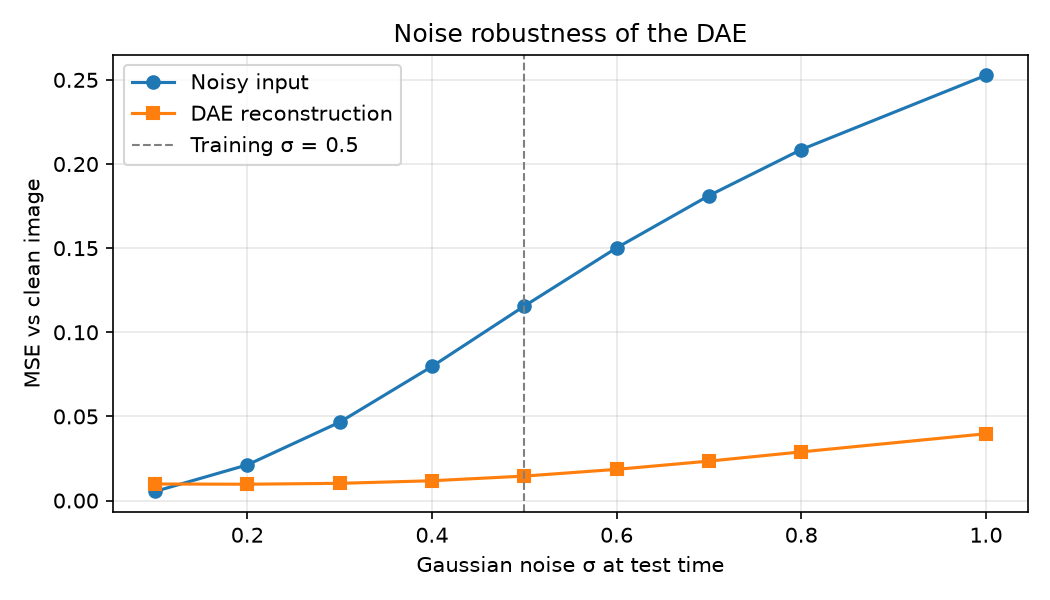 Noise robustness of the DAE
Noisy input
DAE reconstruction
Training σ = 0.5
MSE vs clean image
0.25
0.20
0.15
0.10
0.05
0.00
0.2 0.4 0.6 0.8 1.0
Gaussian noise σ at test time